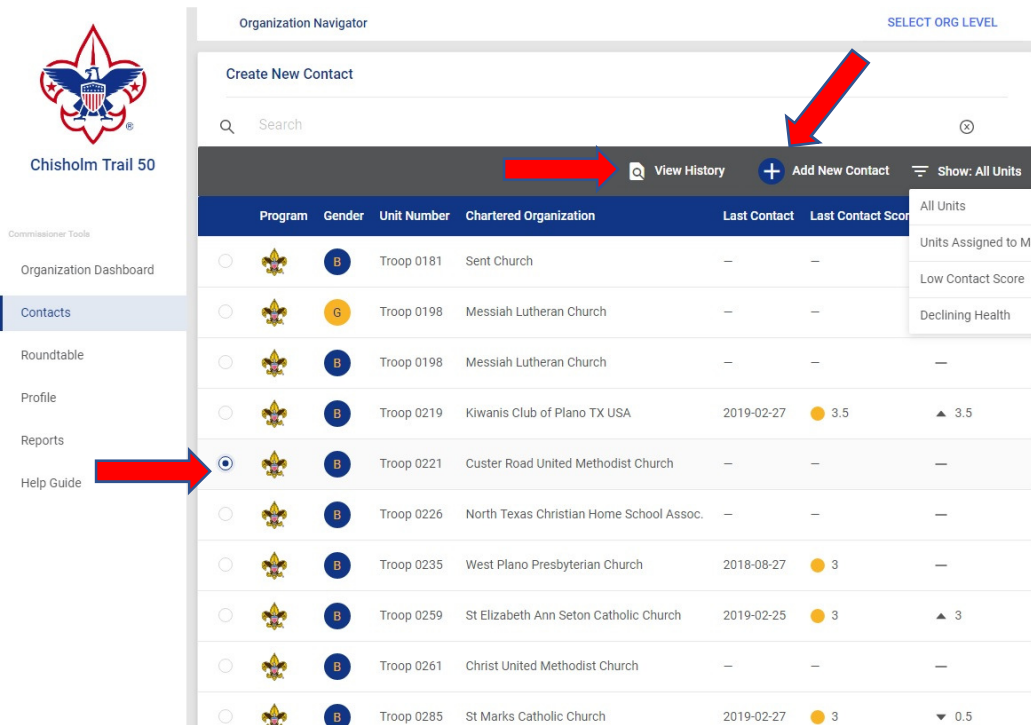 Organization Navigator SELECT ORG LEVEL
Create New Contact
Search
Chisholm Trail 50
View History Add New Contact Show: All Units
Program Gender Unit Number Chartered Organization Last Contact Last Contact Scor
All Units
Units Assigned to M
Low Contact Score
Declining Health
Commissioner Tools
Organization Dashboard
Contacts
Roundtable
Profile
Reports
Help Guide
B Troop 0181 Sent Church — —
G Troop 0198 Messiah Lutheran Church — —
B Troop 0198 Messiah Lutheran Church — — —
B Troop 0219 Kiwanis Club of Plano TX USA 2019-02-27 3.5 ▲ 3.5
B Troop 0221 Custer Road United Methodist Church — — —
B Troop 0226 North Texas Christian Home School Assoc. — — —
B Troop 0235 West Plano Presbyterian Church 2018-08-27 3 —
B Troop 0259 St Elizabeth Ann Seton Catholic Church 2019-02-25 3 ▲ 3
B Troop 0261 Christ United Methodist Church — — —
B Troop 0285 St Marks Catholic Church 2019-02-27 3 ▼ 0.5